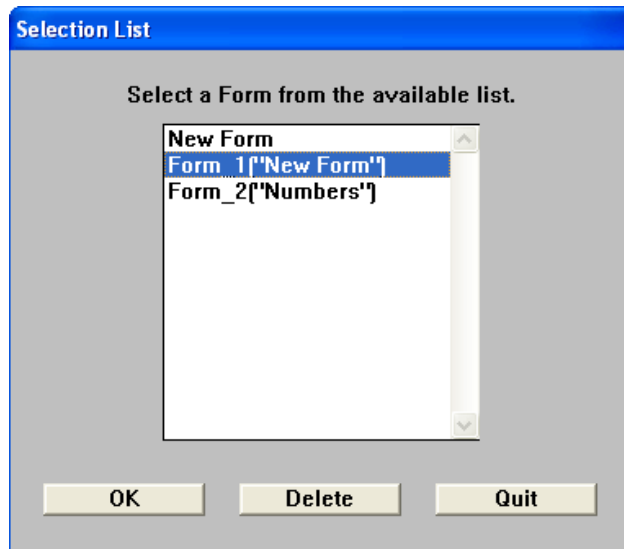 Selection List
Select a Form from the available list.
New Form
Form_1("New Form")
Form_2("Numbers")
OK Delete Quit